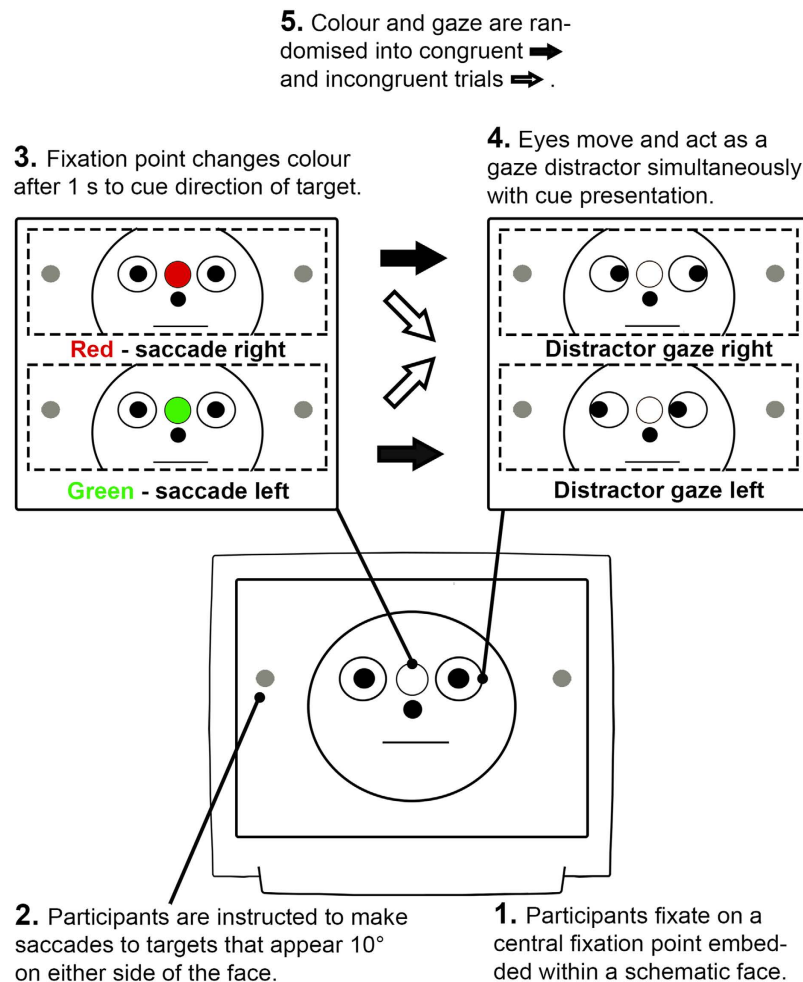 5. Colour and gaze are ran-
domised into congruent
and incongruent trials .
3. Fixation point changes colour
after 1 s to cue direction of target.
4. Eyes move and act as a
gaze distractor simultaneously
with cue presentation.
Red - saccade right
Green - saccade left
Distractor gaze right
Distractor gaze left
2. Participants are instructed to make
saccades to targets that appear 10°
on either side of the face.
1. Participants fixate on a
central fixation point embed-
ded within a schematic face.